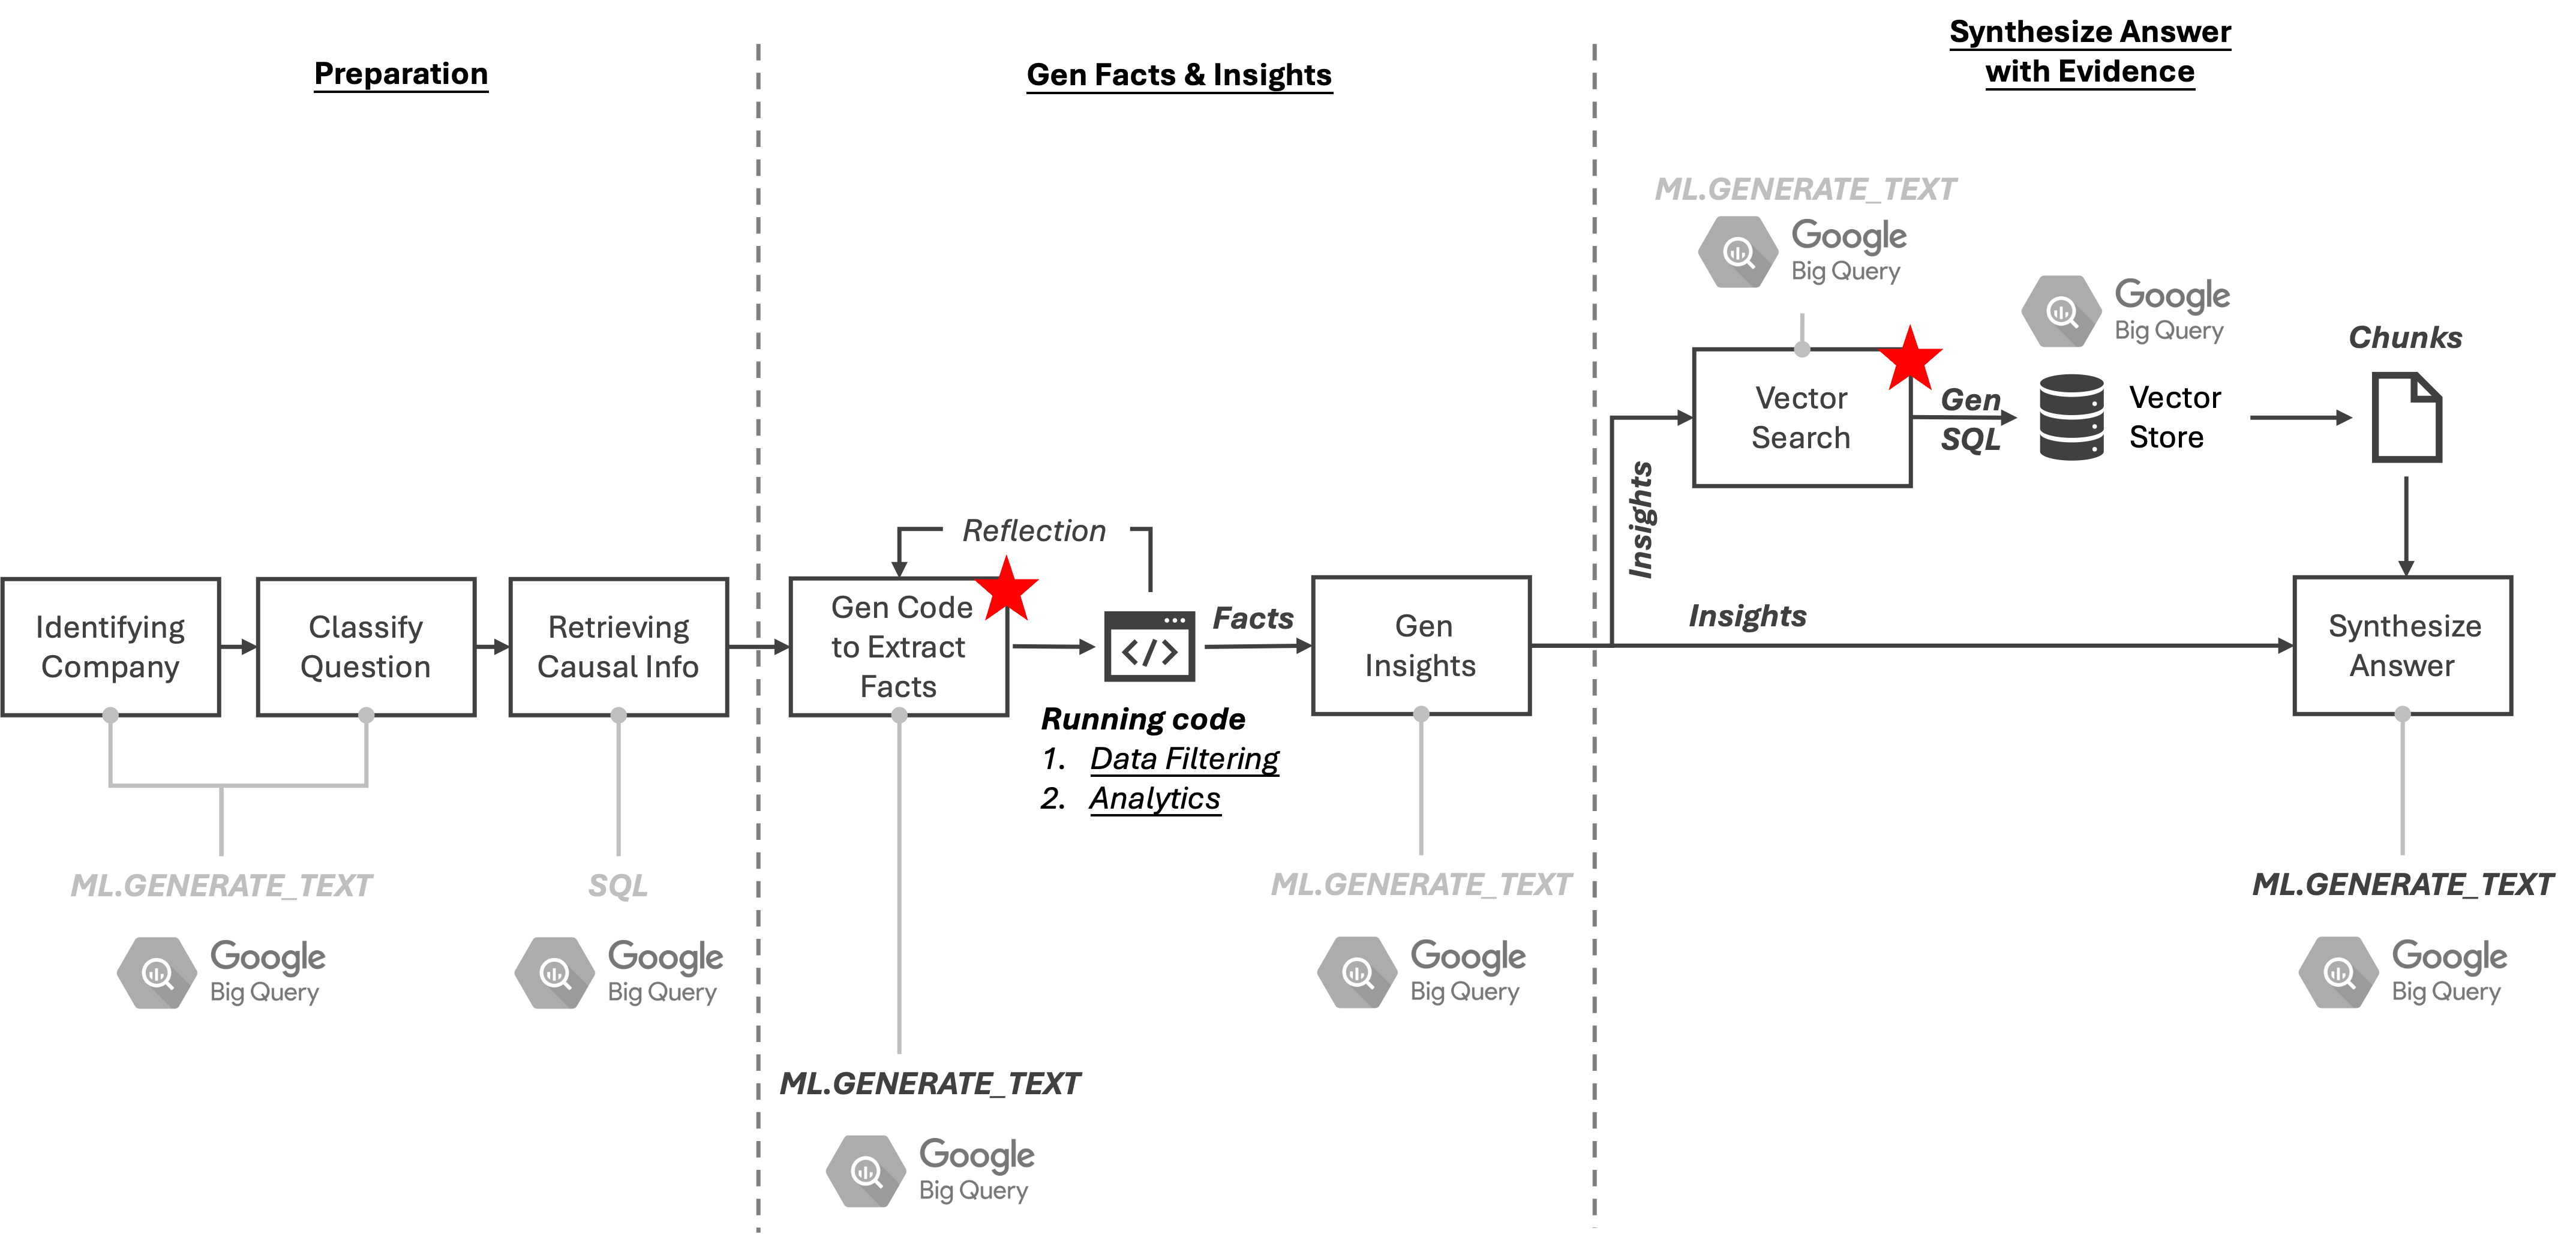 Preparation
Gen Facts & Insights
Synthesize Answer
with Evidence
Identifying
Company
Classify
Question
Retrieving
Causal Info
ML.GENERATE_TEXT
Google
Big Query
SQL
Google
Big Query
Reflection
Gen Code
to Extract
Facts
</>
Facts
Running code
1. Data Filtering
2. Analytics
Gen
Insights
ML.GENERATE_TEXT
Google
Big Query
ML.GENERATE_TEXT
Google
Big Query
ML.GENERATE_TEXT
Google
Big Query
Vector
Search
Gen
SQL
Google
Big Query
Vector
Store
Chunks
Insights
Insights
Synthesize
Answer
ML.GENERATE_TEXT
Google
Big Query